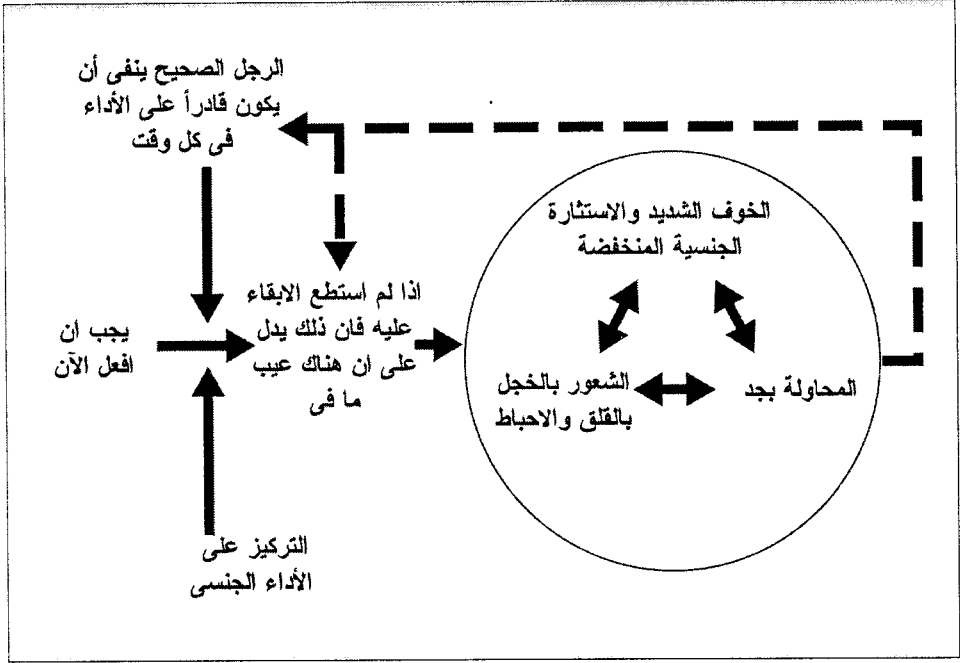 الرجل الصحيح ينفى أن
يكون قادراً على الأداء
فى كل وقت
الخوف الشديد والاستثارة
الجنسية المنخفضة
اذا لم استطع الابقاء
عليه فان ذلك يدل
على ان هناك عيب
ما فى
يجب ان
افعل الآن
المحاولة بجد
الشعور بالخجل
بالقلق والاحباط
التركيز على
الأداء الجنسى